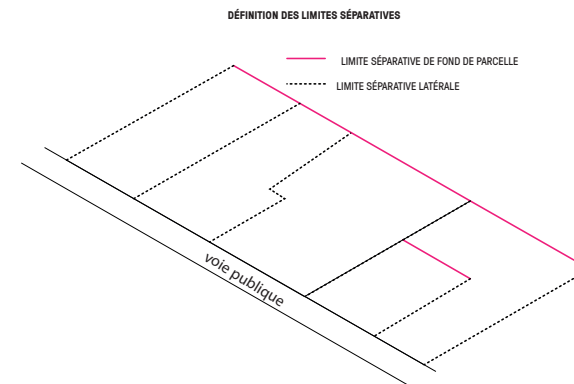 DÉFINITION DES LIMITES SÉPARATIVES
LIMITE SÉPARATIVE DE FOND DE PARCELLE
LIMITE SÉPARATIVE LATÉRALE
voie publique